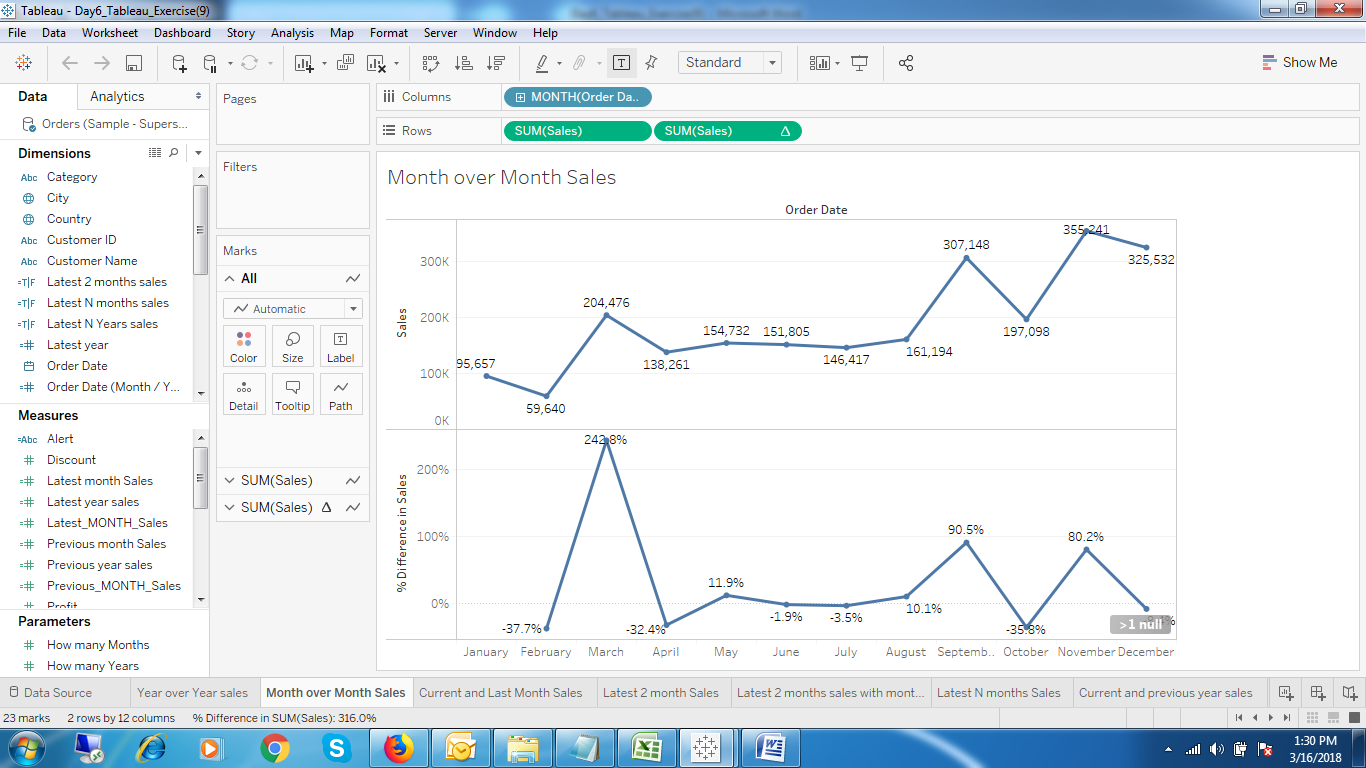 Tableau - Day6_Tableau_Exercise(9)
File Data Worksheet Dashboard Story Analysis Map Format Server Window Help
Standard
Show Me
Data Analytics
Orders (Sample - Supers...
Dimensions
Abc Category
City
Country
Abc Customer ID
Abc Customer Name
=T|F Latest 2 months sales
=T|F Latest N months sales
=T|F Latest N Years sales
=# Latest year
Order Date
=# Order Date (Month / Y...
Measures
=Abc Alert
# Discount
=# Latest month Sales
=# Latest year sales
=# Latest_MONTH_Sales
=# Previous month Sales
=# Previous year sales
=# Previous_MONTH_Sales
# Profit
Parameters
# How many Months
# How many Years
Pages
Filters
Marks
All
Automatic
Color Size Label
Detail Tooltip Path
SUM(Sales)
SUM(Sales) Δ
Columns MONTH(Order Da..
Rows SUM(Sales) SUM(Sales) Δ
Month over Month Sales
Order Date
Sales
300K
200K
100K
0K
95,657
59,640
204,476
138,261
154,732
151,805
146,417
161,194
307,148
197,098
355,241
325,532
% Difference in Sales
200%
100%
0%
-37.7%
242.8%
-32.4%
11.9%
-1.9%
-3.5%
10.1%
90.5%
-35.8%
80.2%
>1 null
January February March April May June July August Septemb.. October November December
Data Source Year over Year sales Month over Month Sales Current and Last Month Sales Latest 2 month Sales Latest 2 months sales with mont... Latest N months Sales Current and previous year sales
23 marks 2 rows by 12 columns % Difference in SUM(Sales): 316.0%
1:30 PM
3/16/2018